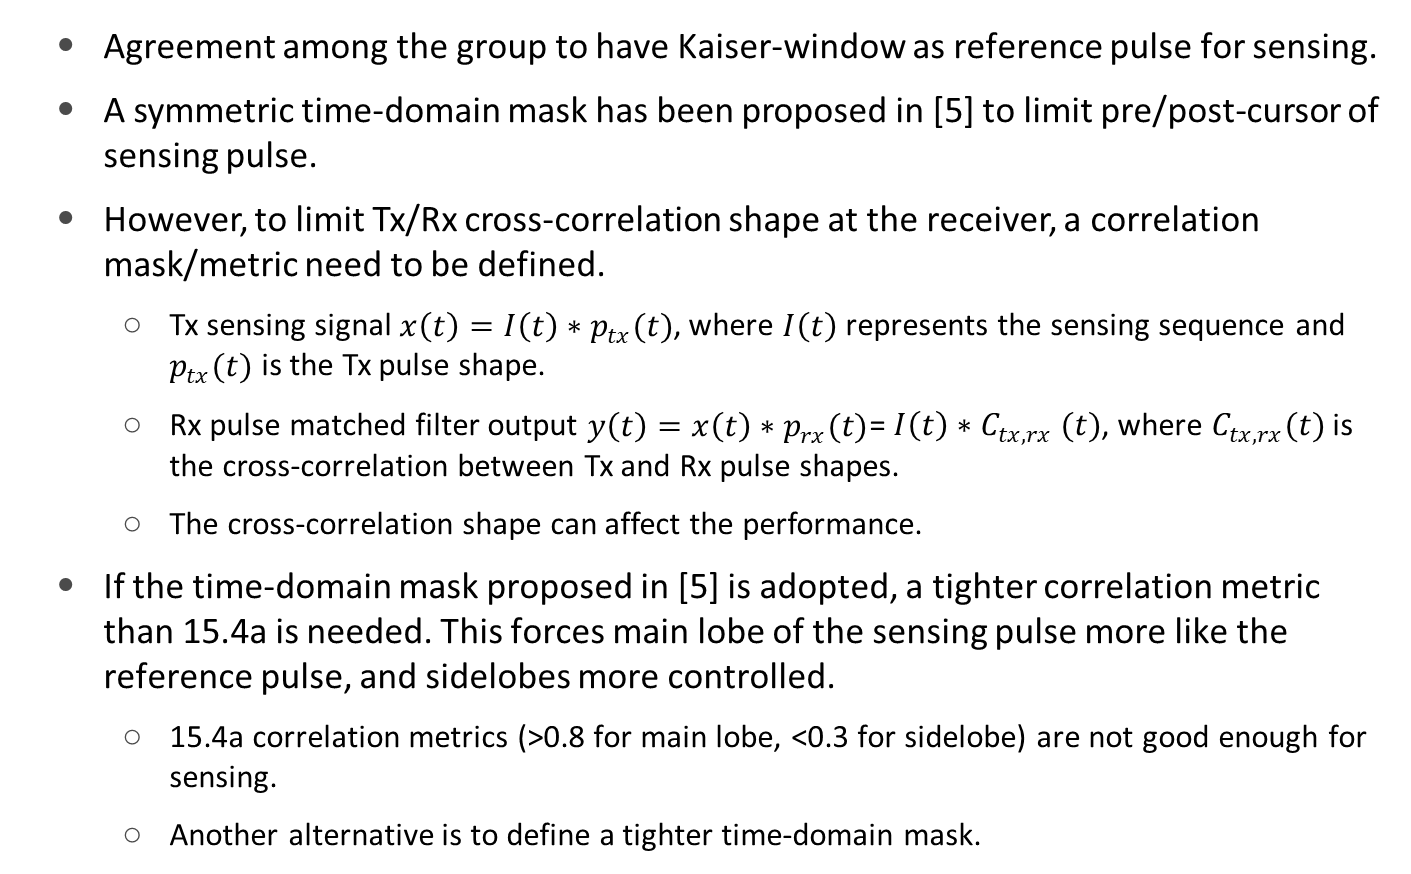 • Agreement among the group to have Kaiser-window as reference pulse for sensing.
• A symmetric time-domain mask has been proposed in [5] to limit pre/post-cursor of
sensing pulse.
• However, to limit Tx/Rx cross-correlation shape at the receiver, a correlation
mask/metric need to be defined.
○ Tx sensing signal x(t) = I(t) ∗ p_tx(t), where I(t) represents the sensing sequence and
p_tx(t) is the Tx pulse shape.
○ Rx pulse matched filter output y(t) = x(t) ∗ p_rx(t)= I(t) ∗ C_tx,rx (t), where C_tx,rx(t) is
the cross-correlation between Tx and Rx pulse shapes.
○ The cross-correlation shape can affect the performance.
• If the time-domain mask proposed in [5] is adopted, a tighter correlation metric
than 15.4a is needed. This forces main lobe of the sensing pulse more like the
reference pulse, and sidelobes more controlled.
○ 15.4a correlation metrics (>0.8 for main lobe, <0.3 for sidelobe) are not good enough for
sensing.
○ Another alternative is to define a tighter time-domain mask.